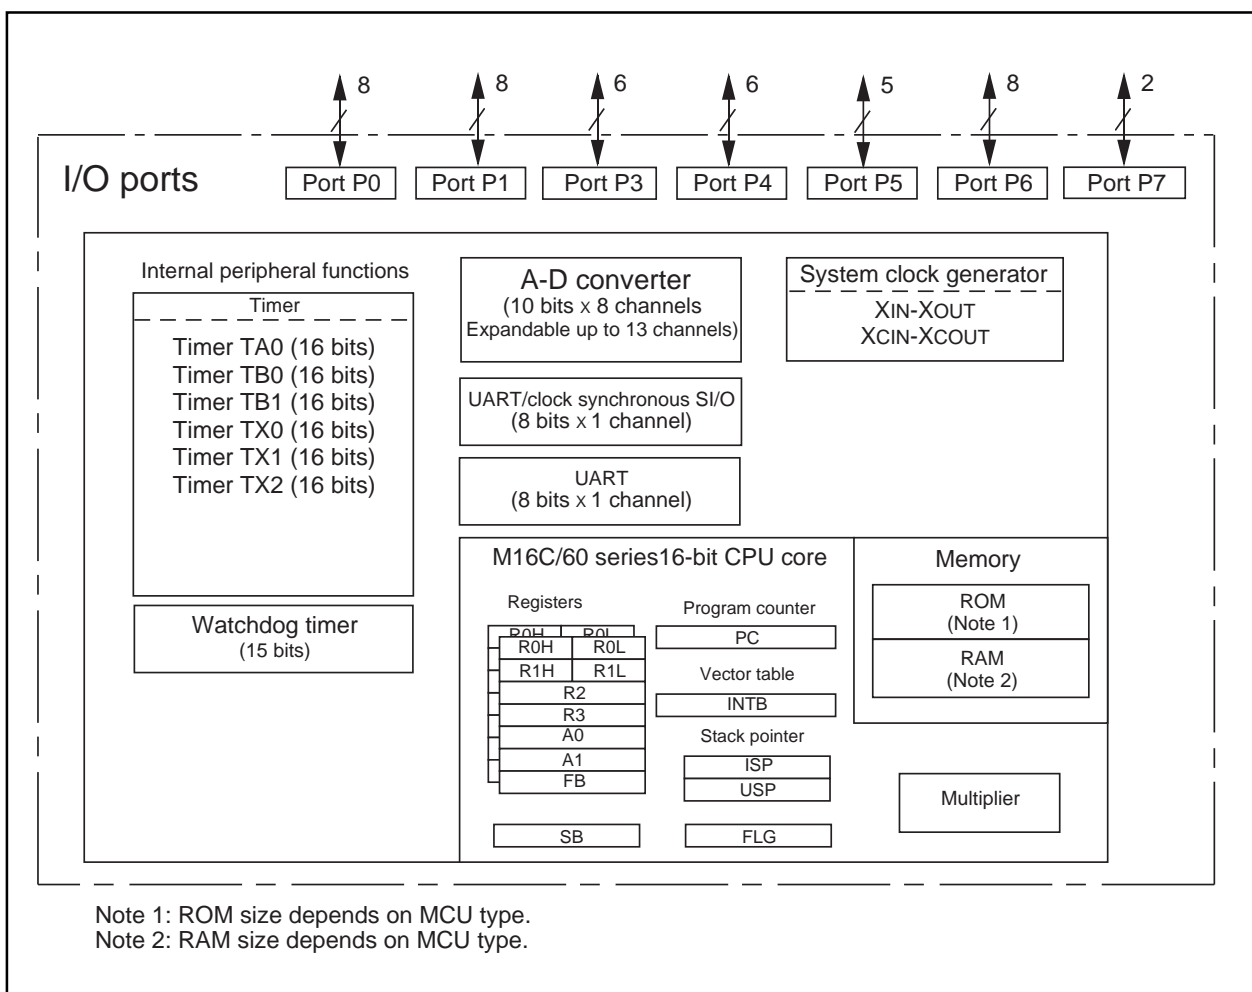 8 8 6 6 5 8 2
I/O ports
Port P0 Port P1 Port P3 Port P4 Port P5 Port P6 Port P7
Internal peripheral functions
Timer
Timer TA0 (16 bits)
Timer TB0 (16 bits)
Timer TB1 (16 bits)
Timer TX0 (16 bits)
Timer TX1 (16 bits)
Timer TX2 (16 bits)
Watchdog timer
(15 bits)
A-D converter
(10 bits x 8 channels
Expandable up to 13 channels)
UART/clock synchronous SI/O
(8 bits x 1 channel)
UART
(8 bits x 1 channel)
System clock generator
XIN-XOUT
XCIN-XCOUT
M16C/60 series16-bit CPU core
Registers
R0H R0L
R0H R0L
R1H R1L
R2
R3
A0
A1
FB
SB
Program counter
PC
Vector table
INTB
Stack pointer
ISP
USP
FLG
Memory
ROM
(Note 1)
RAM
(Note 2)
Multiplier
Note 1: ROM size depends on MCU type.
Note 2: RAM size depends on MCU type.